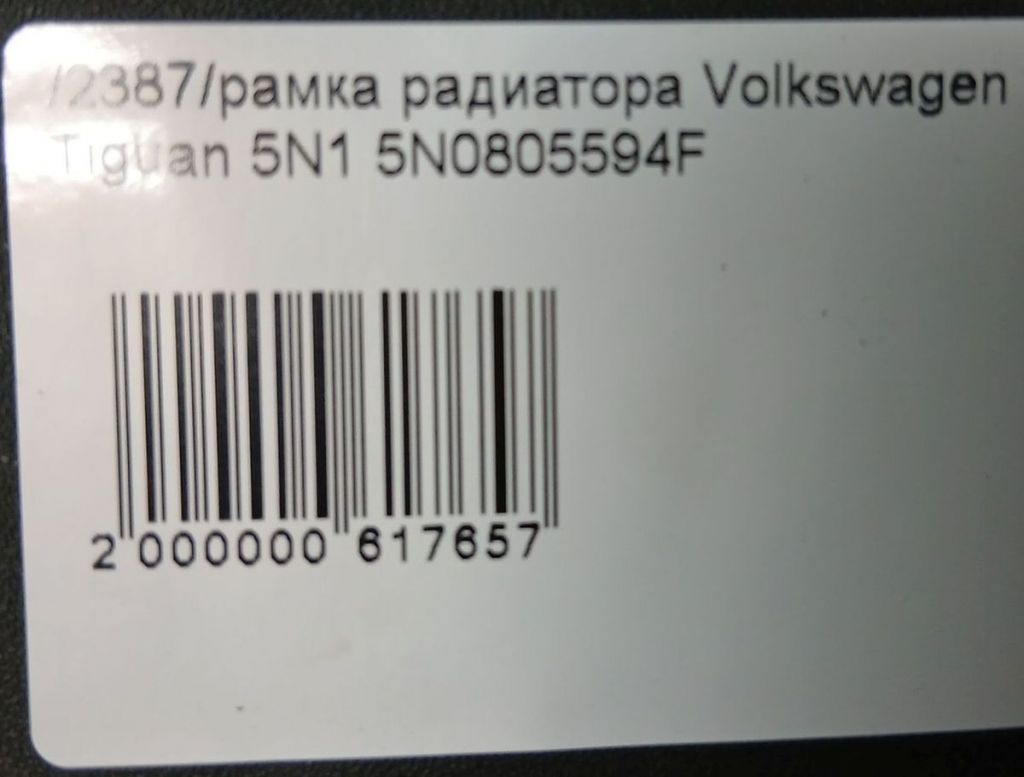 /2387/рамка радиатора Volkswagen
Tiguan 5N1 5N0805594F
2 000000 617657